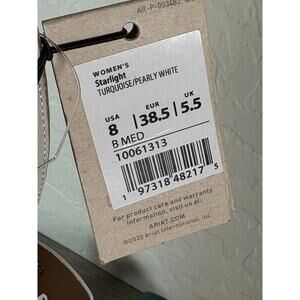 AR-P-003482
WOMEN'S
Starlight
TURQUOISE/PEARLY WHITE
USA EUR UK
8 38.5 5.5
B MED
10061313
1 97318 48217 5
For product care and warranty
information, visit us at:
ARIAT.COM
©2020 Ariat International, Inc.